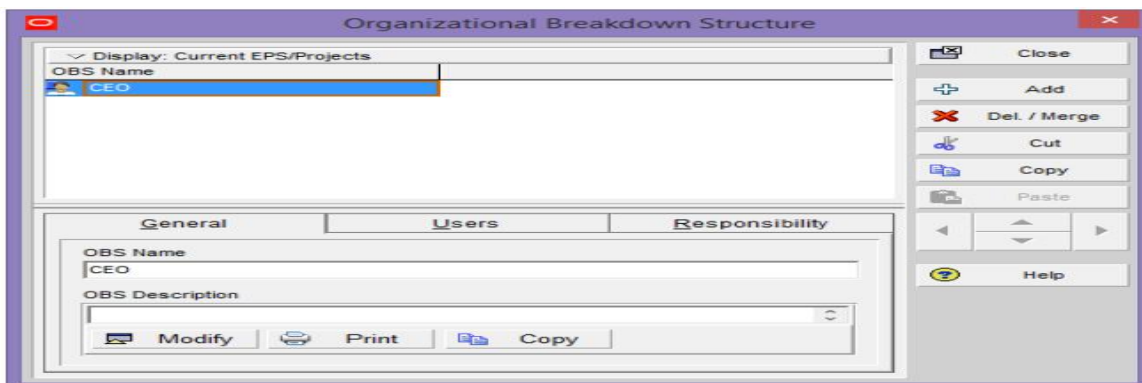 Organizational Breakdown Structure
Display: Current EPS/Projects
OBS Name
CEO
General Users Responsibility
OBS Name
CEO
OBS Description
Modify Print Copy
Close
Add
Del. / Merge
Cut
Copy
Paste
Help